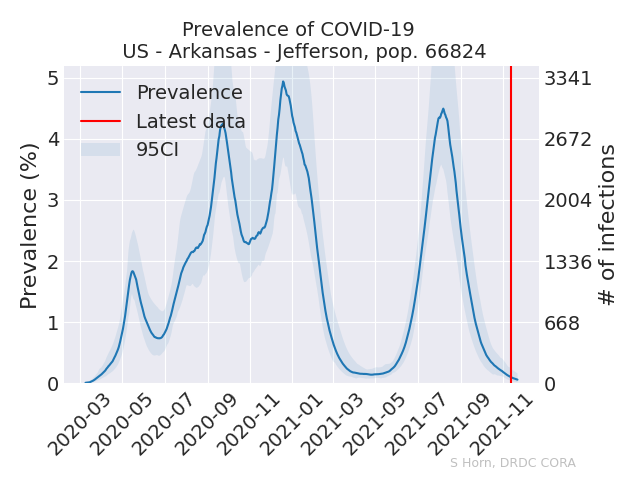 Prevalence of COVID-19
US - Arkansas - Jefferson, pop. 66824
Prevalence
Latest data
95CI
Prevalence (%)
5
4
3
2
1
0
3341
2672
2004
1336
668
0
# of infections
2020-03
2020-05
2020-07
2020-09
2020-11
2021-01
2021-03
2021-05
2021-07
2021-09
2021-11
S Horn, DRDC CORA